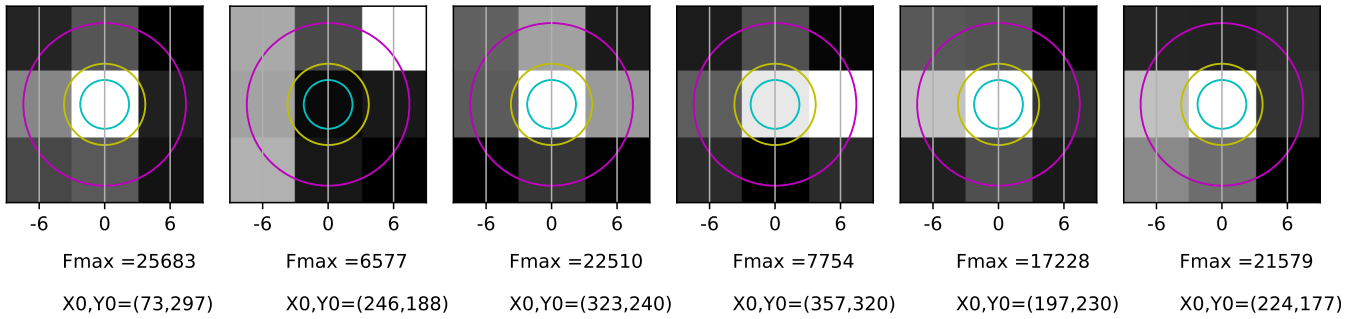 -6 0 6 -6 0 6 -6 0 6 -6 0 6 -6 0 6 -6 0 6
Fmax =25683 Fmax =6577 Fmax =22510 Fmax =7754 Fmax =17228 Fmax =21579
X0,Y0=(73,297) X0,Y0=(246,188) X0,Y0=(323,240) X0,Y0=(357,320) X0,Y0=(197,230) X0,Y0=(224,177)